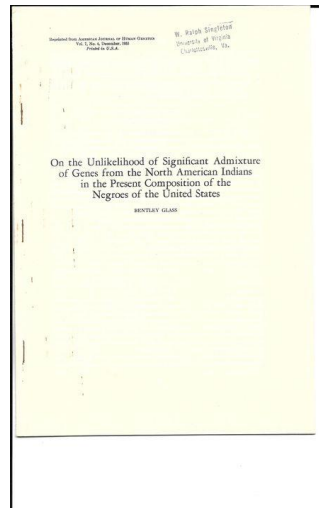 Reprinted from AMERICAN JOURNAL OF HUMAN GENETICS
Vol. 7, No. 4, December, 1955
Printed in U.S.A.
W. Ralph Singleton
University of Virginia
Charlottesville, Va.
On the Unlikelihood of Significant Admixture
of Genes from the North American Indians
in the Present Composition of the
Negroes of the United States
BENTLEY GLASS